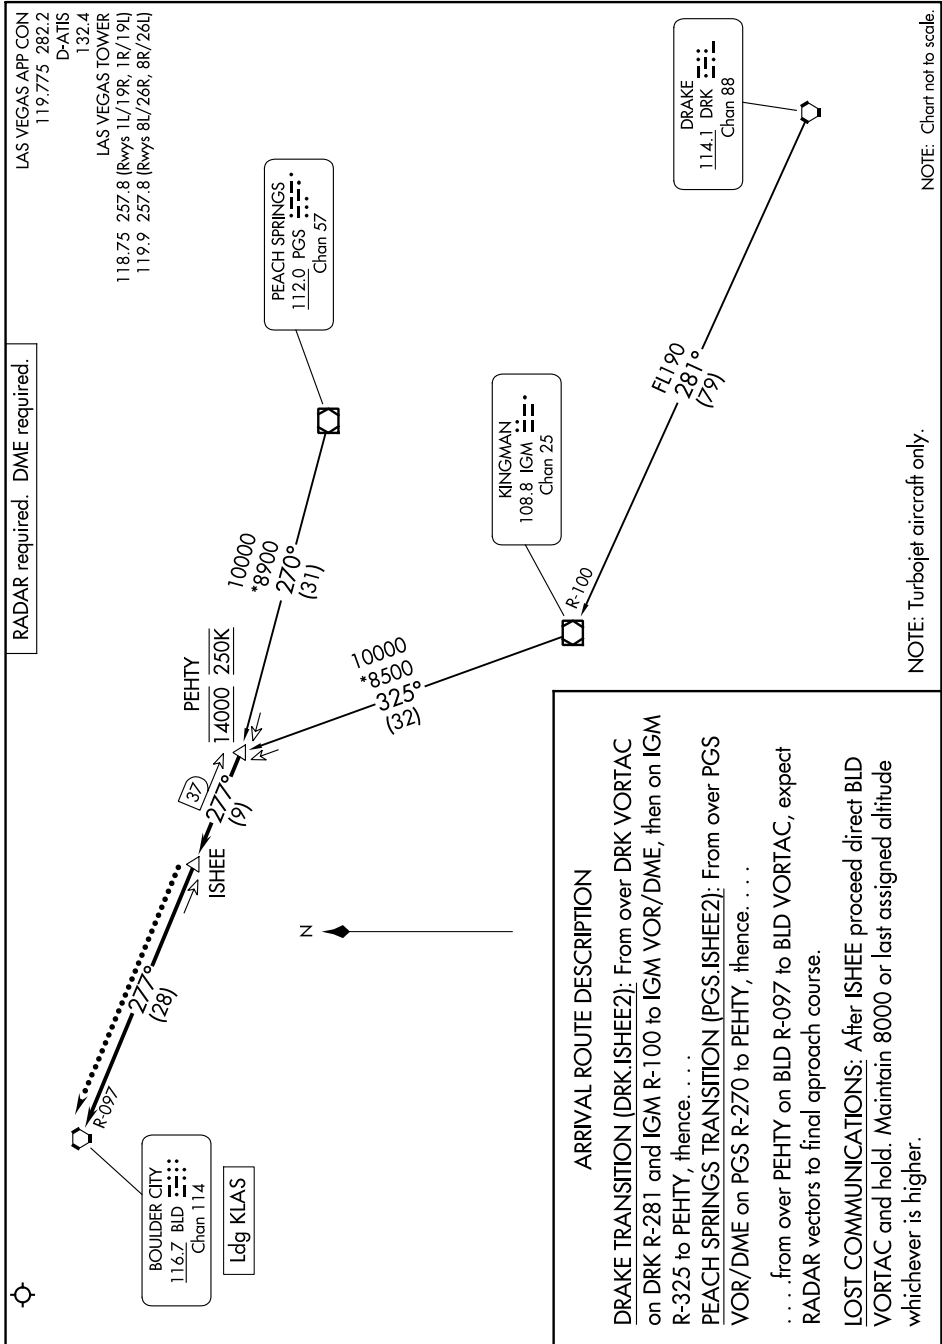 RADAR required. DME required.
LAS VEGAS APP CON
119.775 282.2
D-ATIS
132.4
LAS VEGAS TOWER
118.75 257.8 (Rwys 1L/19R, 1R/19L)
119.9 257.8 (Rwys 8L/26R, 8R/26L)
BOULDER CITY
116.7 BLD
Chan 114
Ldg KLAS
R-097
277°
(28)
ISHEE
37
277°
(9)
PEHTY
14000 250K
10000
*8900
270°
(31)
PEACH SPRINGS
112.0 PGS
Chan 57
N
10000
*8500
325°
(32)
KINGMAN
108.8 IGM
Chan 25
R-100
FL190
281°
(79)
DRAKE
114.1 DRK
Chan 88
ARRIVAL ROUTE DESCRIPTION
DRAKE TRANSITION (DRK.ISHEE2): From over DRK VORTAC
on DRK R-281 and IGM R-100 to IGM VOR/DME, then on IGM
R-325 to PEHTY, thence. . . .
PEACH SPRINGS TRANSITION (PGS.ISHEE2): From over PGS
VOR/DME on PGS R-270 to PEHTY, thence. . . .
. . . .from over PEHTY on BLD R-097 to BLD VORTAC, expect
RADAR vectors to final aproach course.
LOST COMMUNICATIONS: After ISHEE proceed direct BLD
VORTAC and hold. Maintain 8000 or last assigned altitude
whichever is higher.
NOTE: Turbojet aircraft only.
NOTE: Chart not to scale.